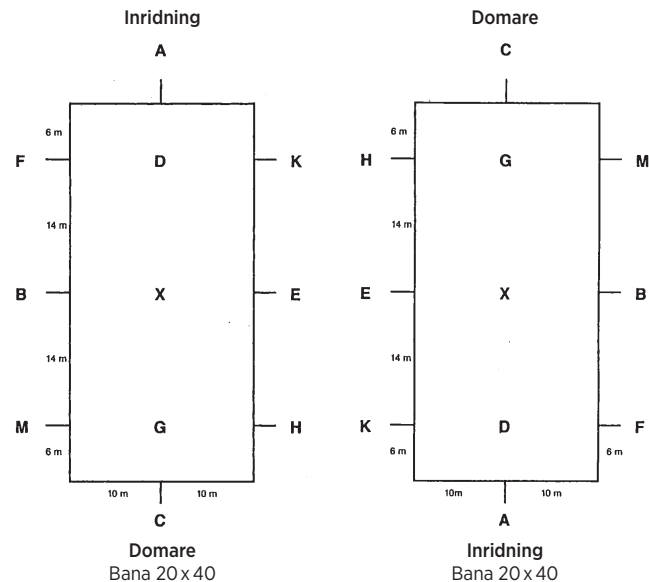 Inridning
A
6 m
F D K
14 m
B X E
14 m
M G H
6 m
10 m 10 m
C
Domare
Bana 20 x 40
Domare
C
6 m
H G M
14 m
E X B
14 m
K D F
6 m 6 m
10m 10 m
A
Inridning
Bana 20 x 40